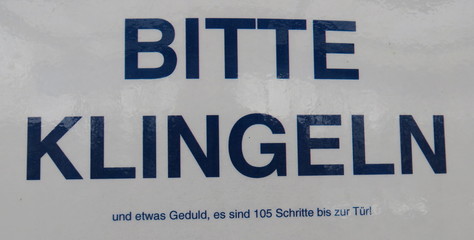 BITTE
KLINGELN
und etwas Geduld, es sind 105 Schritte bis zur Tür!